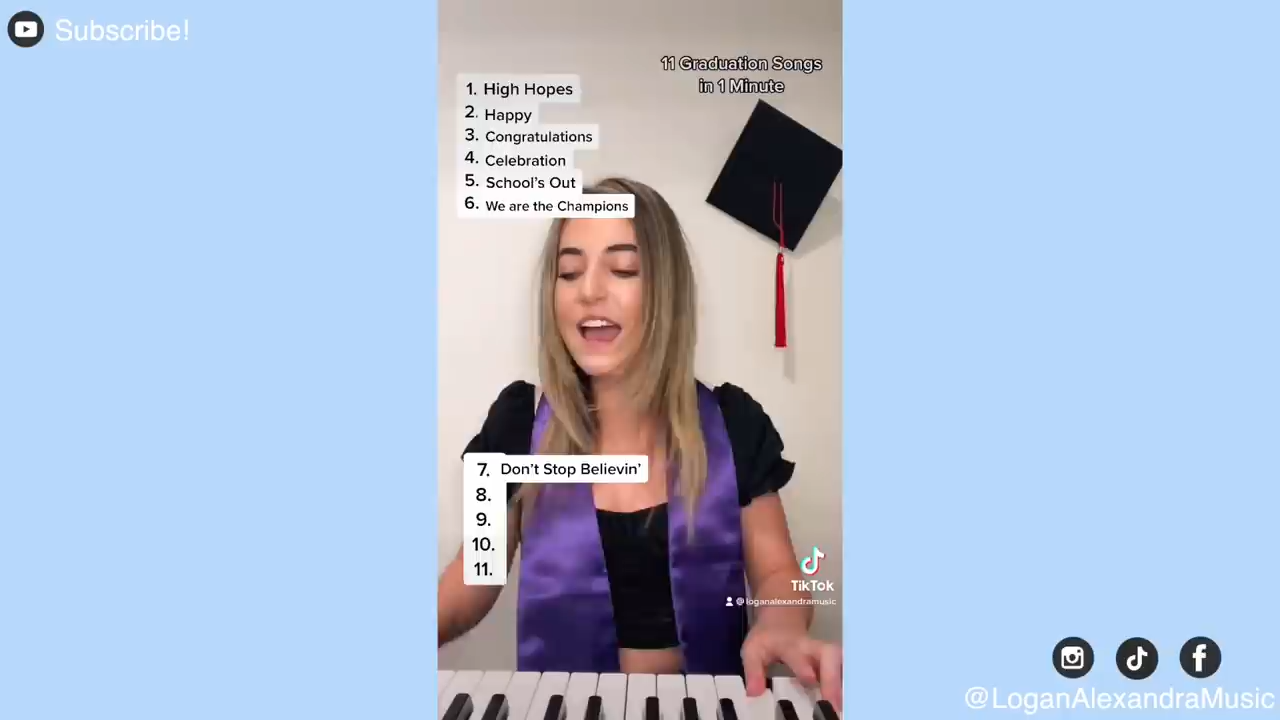 Subscribe!
11 Graduation Songs
in 1 Minute
1. High Hopes
2. Happy
3. Congratulations
4. Celebration
5. School's Out
6. We are the Champions
7. Don't Stop Believin'
8.
9.
10.
11.
TikTok
@loganalexandramusic
@LoganAlexandraMusic